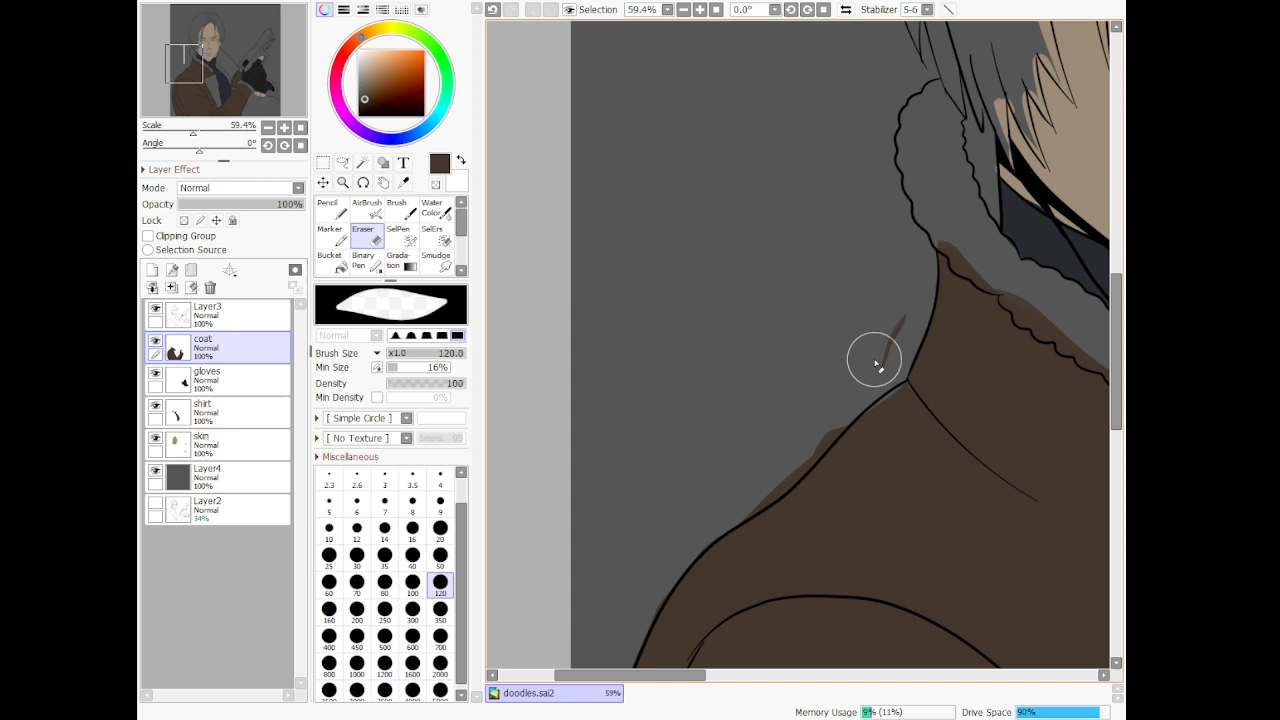 Selection 59.4% 0.0° Stabilizer S-6
Scale 59.4%
Angle 0°
Layer Effect
Mode Normal
Opacity 100%
Lock
Clipping Group
Selection Source
Layer3
Normal
100%
coat
Normal
100%
gloves
Normal
100%
shirt
Normal
100%
skin
Normal
100%
Layer4
Normal
100%
Layer2
Normal
34%
T
Pencil AirBrush Brush Water Color
Marker Eraser SelPen SelErs
Bucket Binary Pen Grada-tion Smudge
Normal
Brush Size x1.0 120.0
Min Size 16%
Density 100
Min Density 0%
[ Simple Circle ]
[ No Texture ] Intens. 95
Miscellaneous
2.3 2.6 3 3.5 4
5 6 7 8 9
10 12 14 16 20
25 30 35 40 50
60 70 80 100 120
160 200 250 300 350
400 450 500 600 700
800 1000 1200 1600 2000
doodles.sai2 59%
Memory Usage 9% (11%) Drive Space 90%